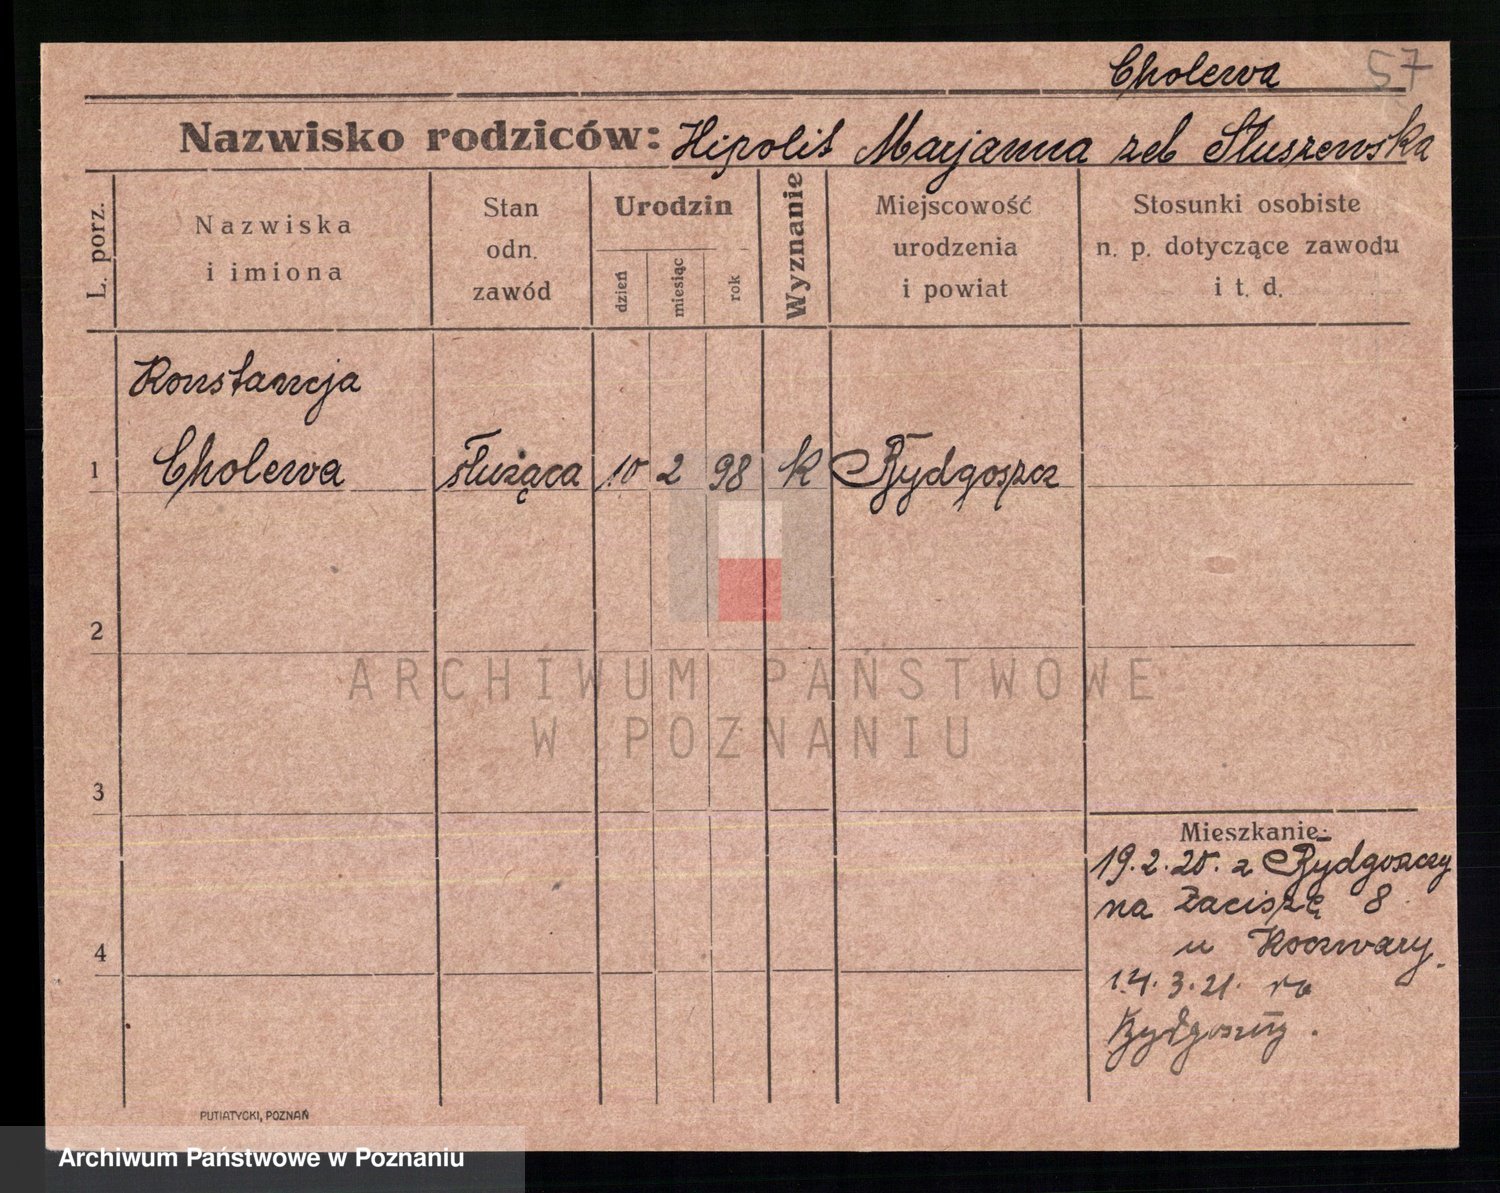 Cholewa 57
Nazwisko rodziców: Hipolit Marjanna zeb Słuszewska
L. porz.
Nazwiska
i imiona
Stan
odn.
zawód
Urodzin
dzień
miesiąc
rok
Wyznanie
Miejscowość
urodzenia
i powiat
Stosunki osobiste
n. p. dotyczące zawodu
i t. d.
Konstancja
1 Cholewa służąca 10 2 98 k Bydgoszcz
2
ARCHIWUM PAŃSTWOWE
W POZNANIU
3
Mieszkanie:
19.2.20. z Bydgoszczy
na Zaciszę 8
u Koczwary.
4
14.3.21. do
Bydgoszczy.
PUTIATYCKI, POZNAŃ
Archiwum Państwowe w Poznaniu